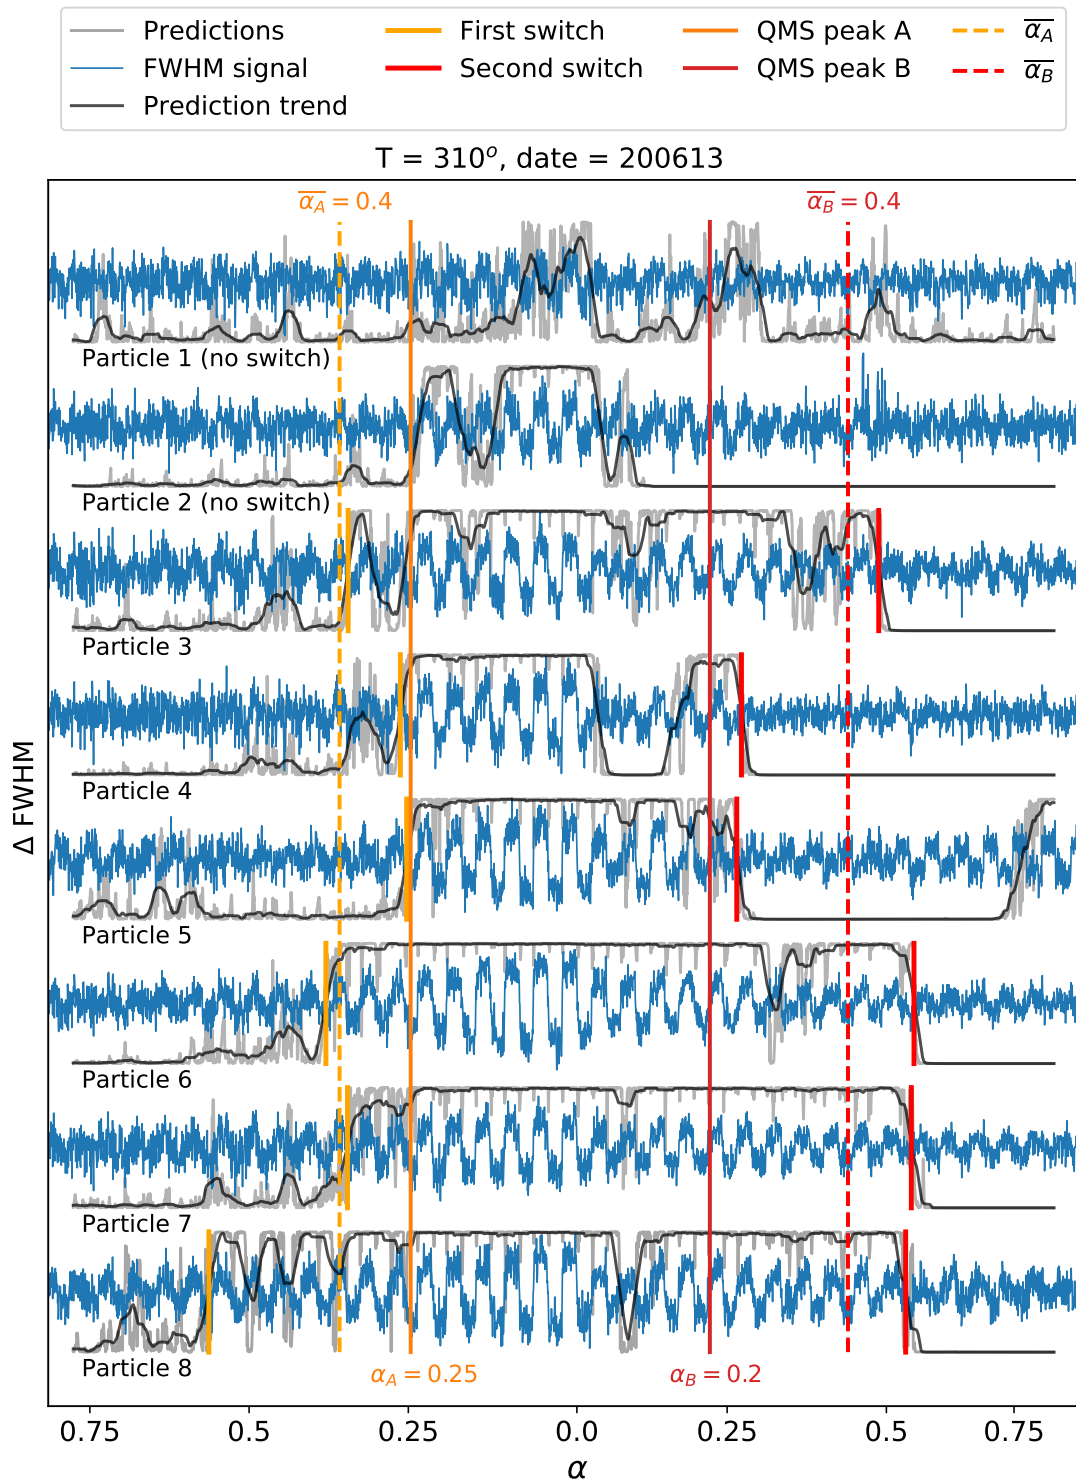 Predictions
FWHM signal
Prediction trend
First switch
Second switch
QMS peak A
QMS peak B
$\overline{\alpha_A}$
$\overline{\alpha_B}$
T = 310$^o$, date = 200613
$\overline{\alpha_A}$ = 0.4
$\overline{\alpha_B}$ = 0.4
Particle 1 (no switch)
Particle 2 (no switch)
Particle 3
Particle 4
Particle 5
Particle 6
Particle 7
Particle 8
$\alpha_A$ = 0.25
$\alpha_B$ = 0.2
Δ FWHM
0.75 0.5 0.25 0.0 0.25 0.5 0.75
α